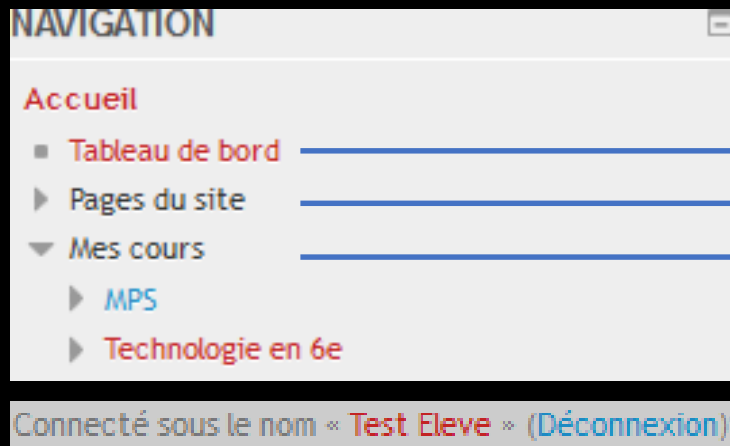 NAVIGATION
Accueil
Tableau de bord
Pages du site
Mes cours
MPS
Technologie en 6e
Connecté sous le nom « Test Eleve » (Déconnexion)